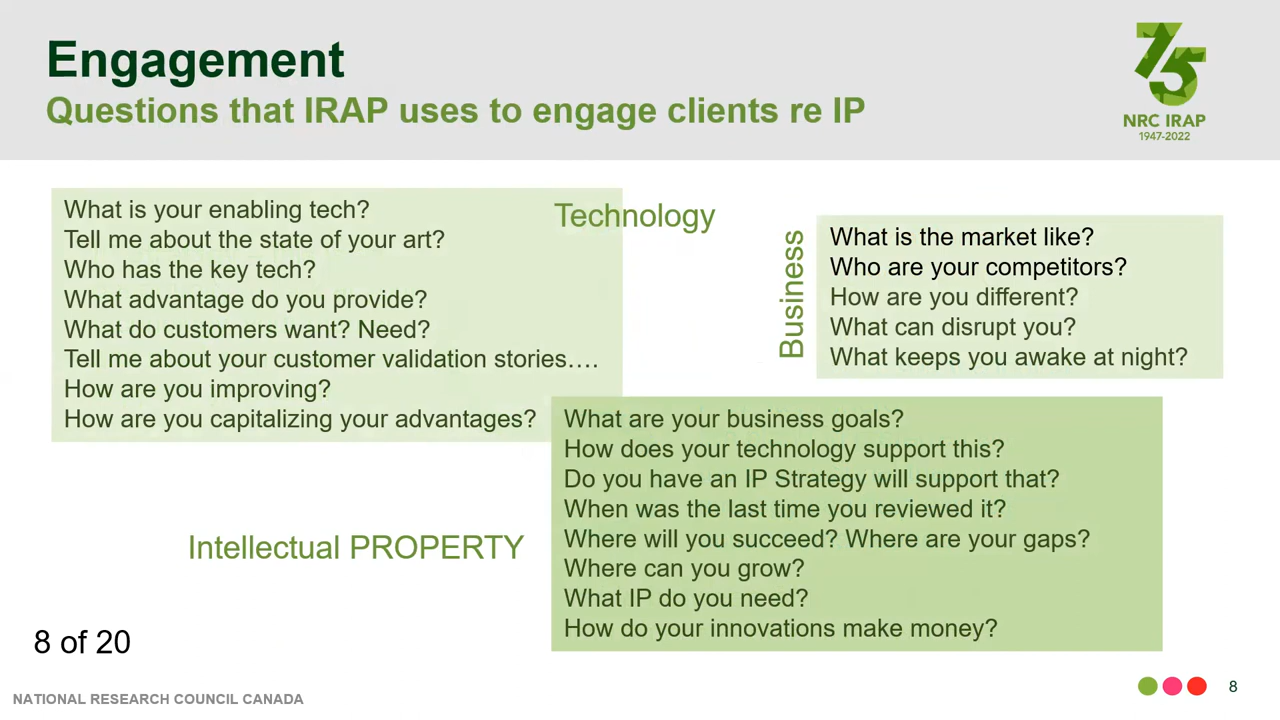 Engagement
Questions that IRAP uses to engage clients re IP
75
NRC IRAP
1947-2022
Technology
What is your enabling tech?
Tell me about the state of your art?
Who has the key tech?
What advantage do you provide?
What do customers want? Need?
Tell me about your customer validation stories….
How are you improving?
How are you capitalizing your advantages?
Business
What is the market like?
Who are your competitors?
How are you different?
What can disrupt you?
What keeps you awake at night?
Intellectual PROPERTY
What are your business goals?
How does your technology support this?
Do you have an IP Strategy will support that?
When was the last time you reviewed it?
Where will you succeed? Where are your gaps?
Where can you grow?
What IP do you need?
How do your innovations make money?
8 of 20
NATIONAL RESEARCH COUNCIL CANADA
8